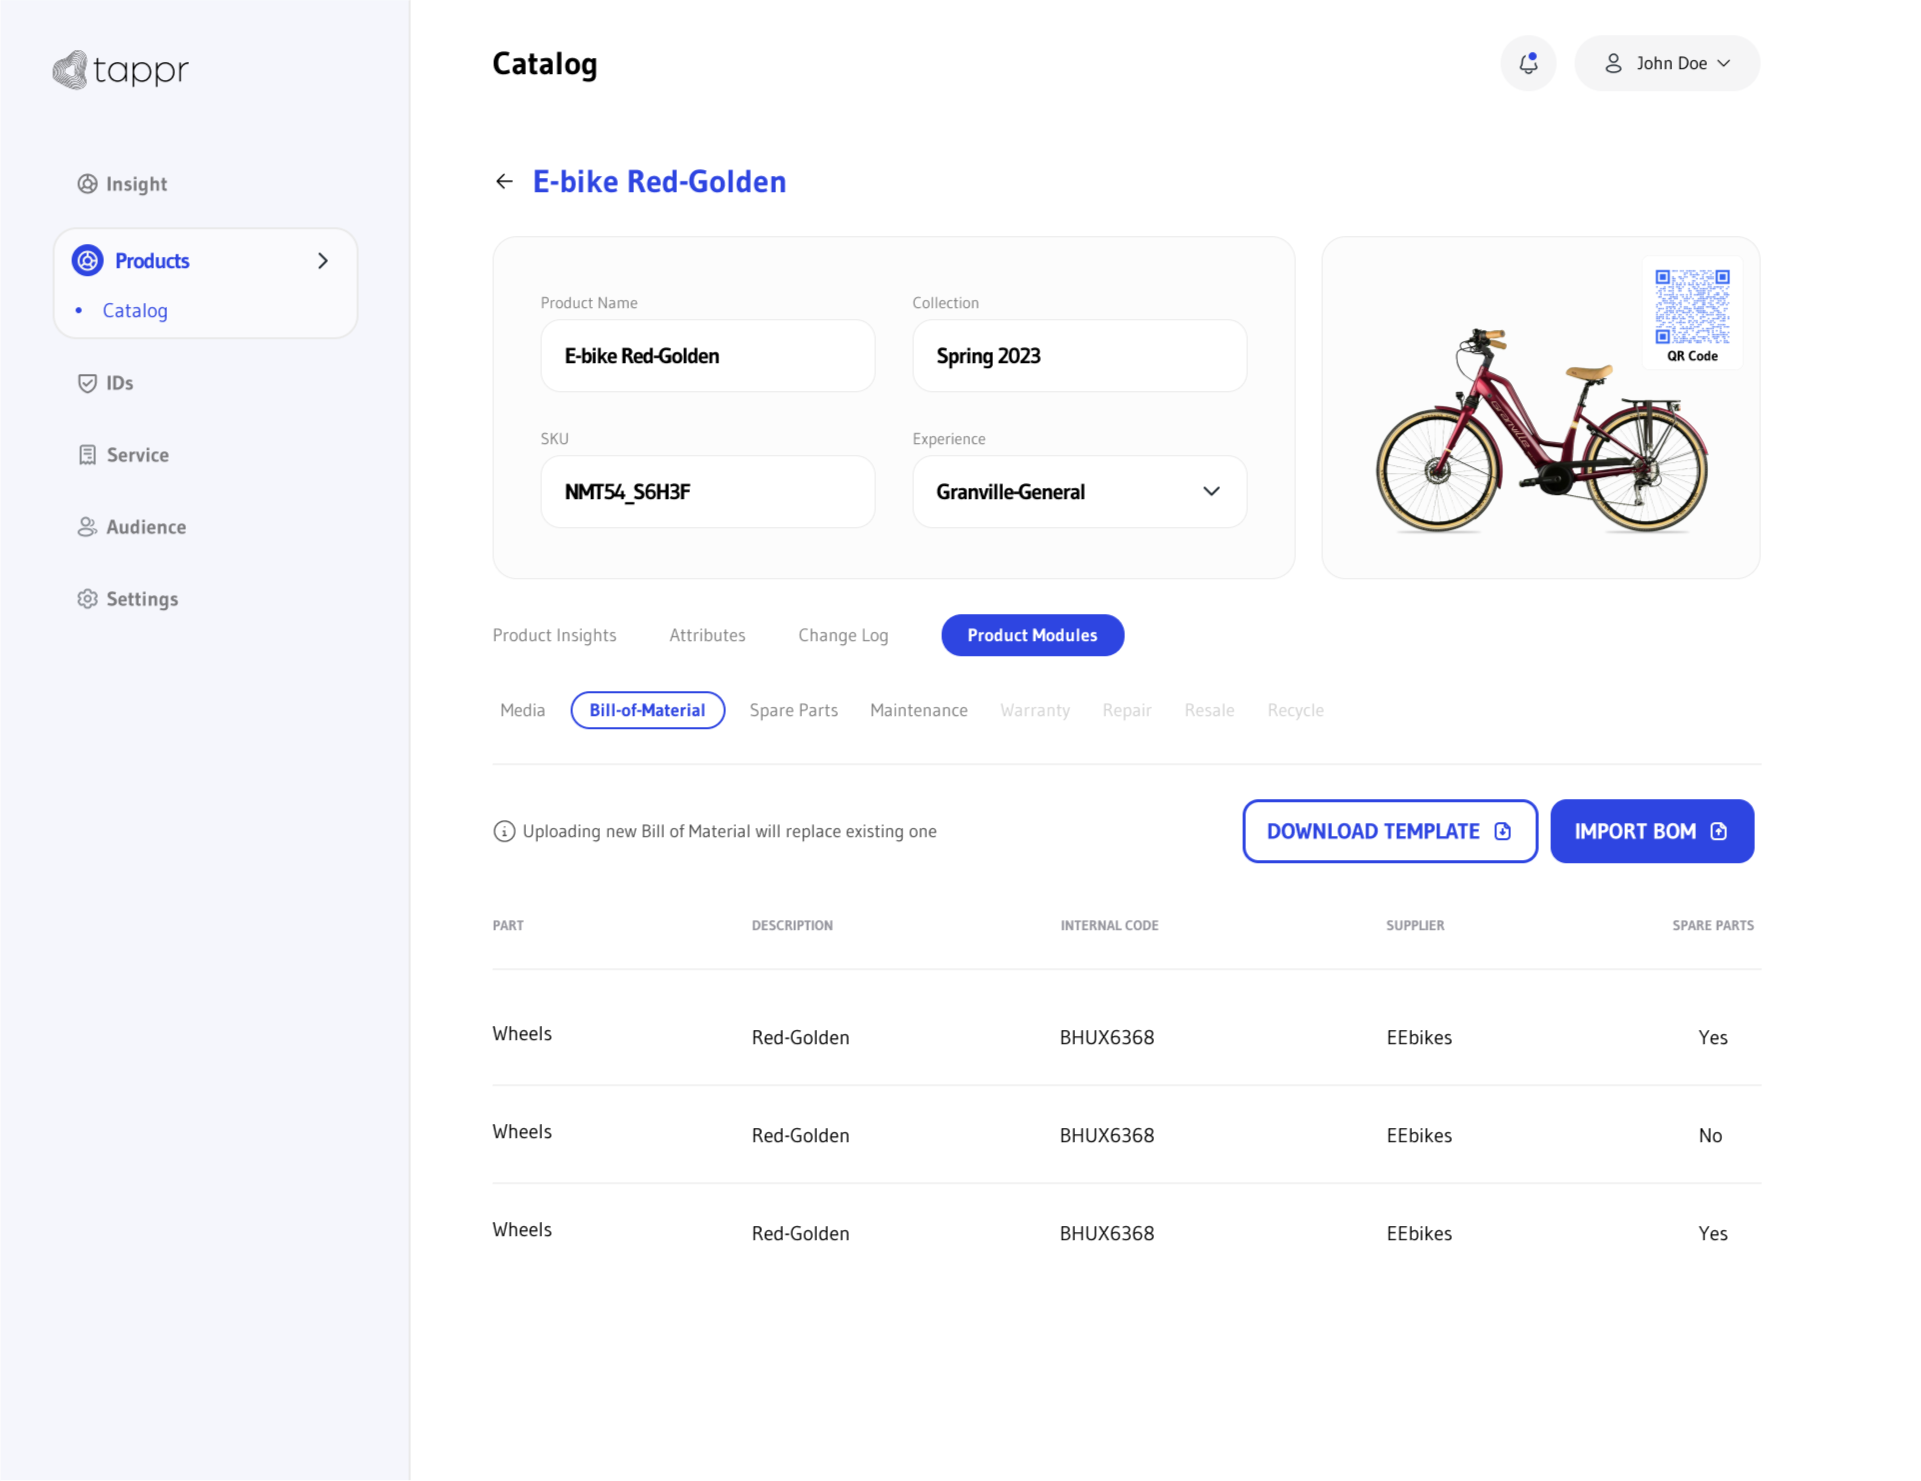 tappr
Catalog
John Doe
Insight
Products
Catalog
IDs
Service
Audience
Settings
E-bike Red-Golden
Product Name
Collection
E-bike Red-Golden
Spring 2023
SKU
Experience
NMT54_S6H3F
Granville-General
QR Code
Granville
Product Insights
Attributes
Change Log
Product Modules
Media
Bill-of-Material
Spare Parts
Maintenance
Warranty
Repair
Resale
Recycle
Uploading new Bill of Material will replace existing one
DOWNLOAD TEMPLATE
IMPORT BOM
PART DESCRIPTION INTERNAL CODE SUPPLIER SPARE PARTS
Wheels Red-Golden BHUX6368 EEbikes Yes
Wheels Red-Golden BHUX6368 EEbikes No
Wheels Red-Golden BHUX6368 EEbikes Yes